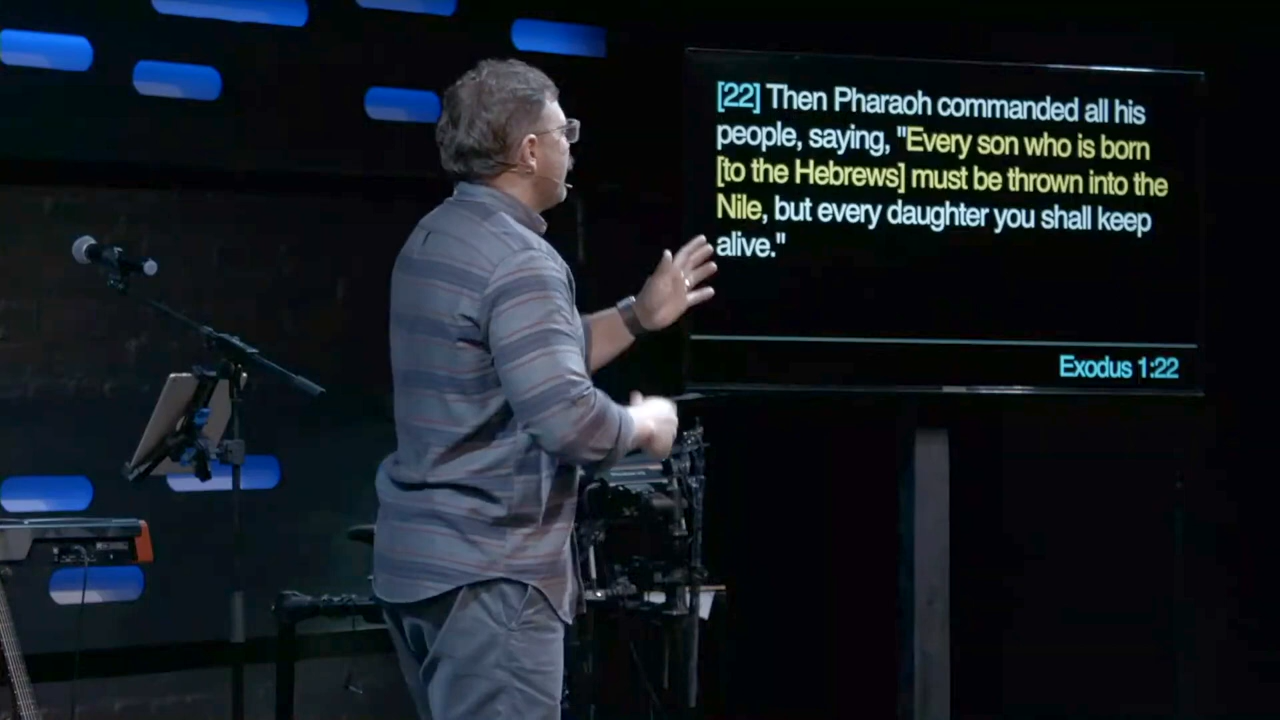 [22] Then Pharaoh commanded all his
people, saying, "Every son who is born
[to the Hebrews] must be thrown into the
Nile, but every daughter you shall keep
alive."
Exodus 1:22